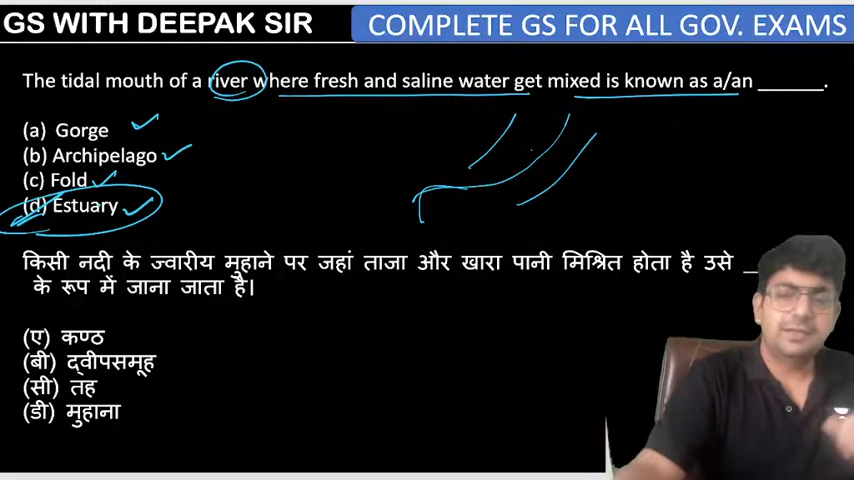 GS WITH DEEPAK SIR
COMPLETE GS FOR ALL GOV. EXAMS
The tidal mouth of a river where fresh and saline water get mixed is known as a/an ______.
(a) Gorge
(b) Archipelago
(c) Fold
(d) Estuary
किसी नदी के ज्वारीय मुहाने पर जहां ताजा और खारा पानी मिश्रित होता है उसे _
के रूप में जाना जाता है।
(ए) कण्ठ
(बी) द्वीपसमूह
(सी) तह
(डी) मुहाना